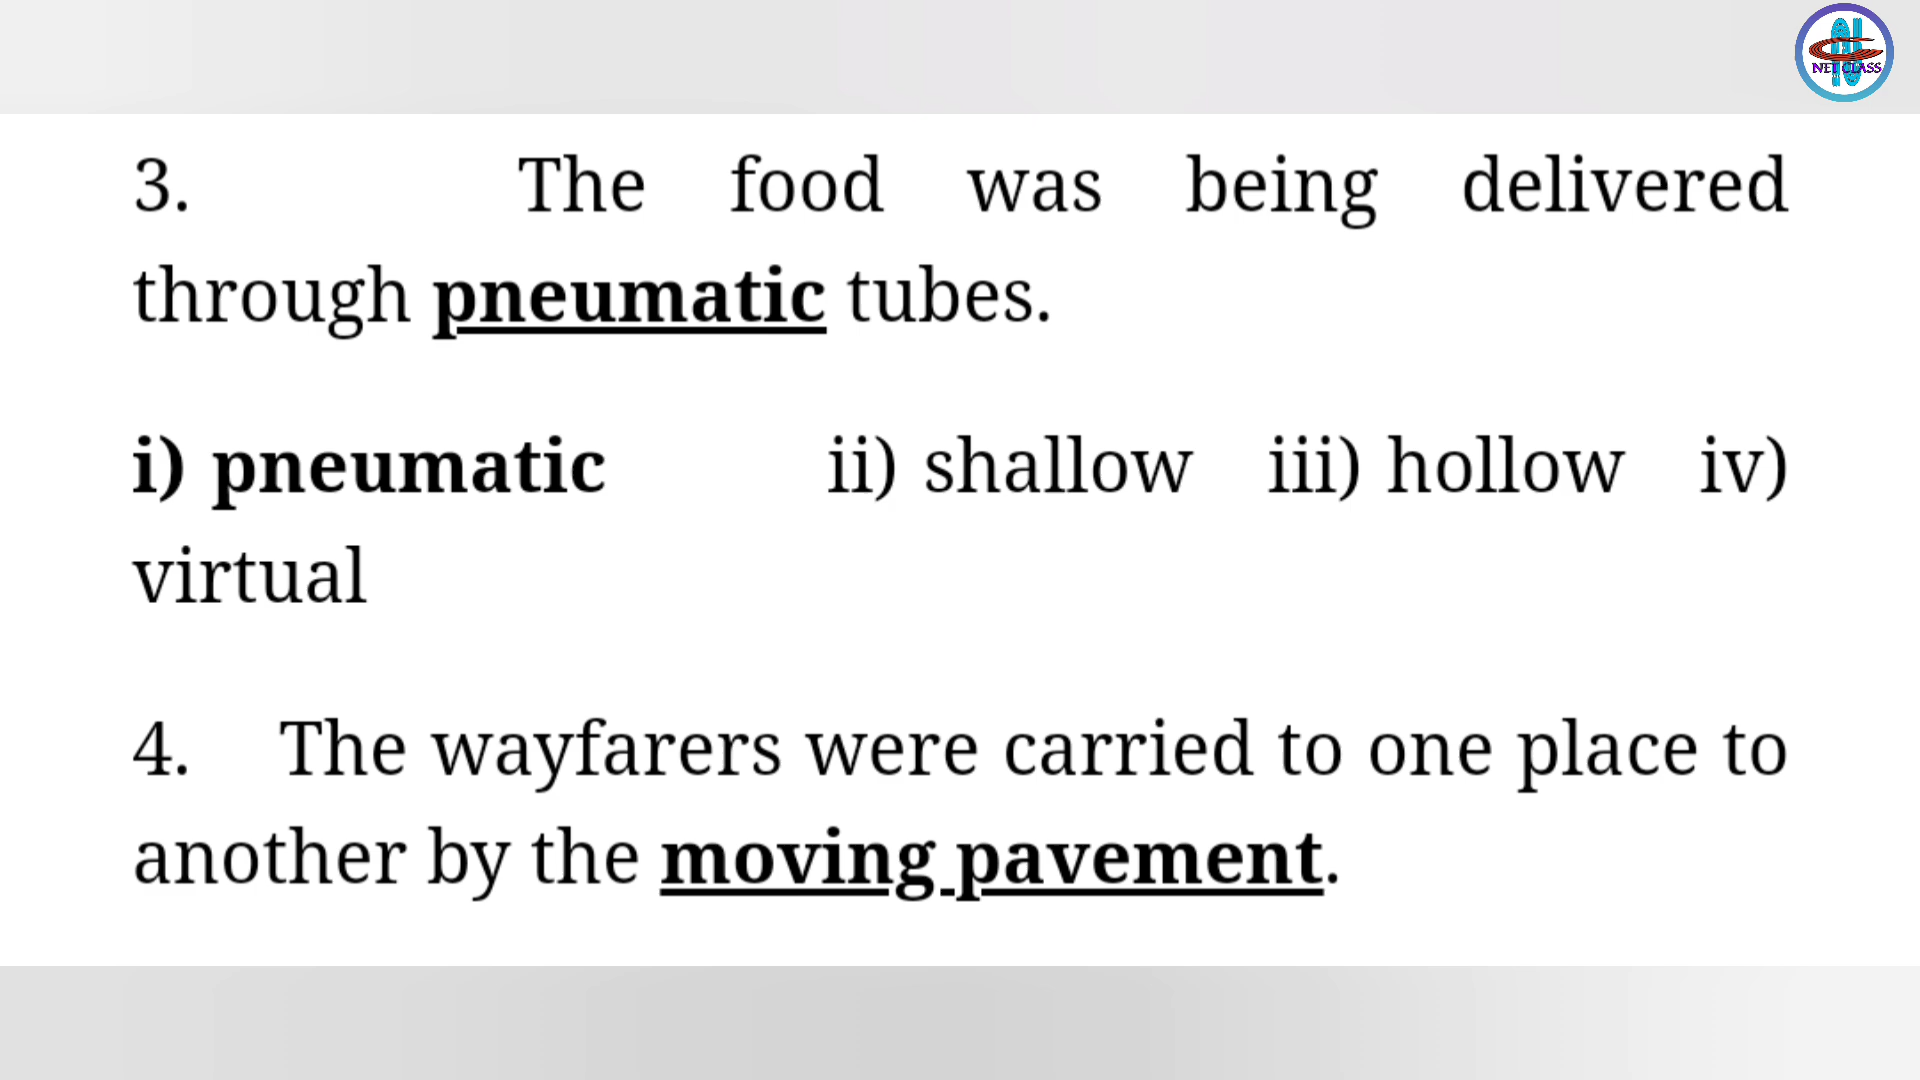 NET CLASS
3. The food was being delivered
through pneumatic tubes.
i) pneumatic ii) shallow iii) hollow iv)
virtual
4. The wayfarers were carried to one place to
another by the moving pavement.